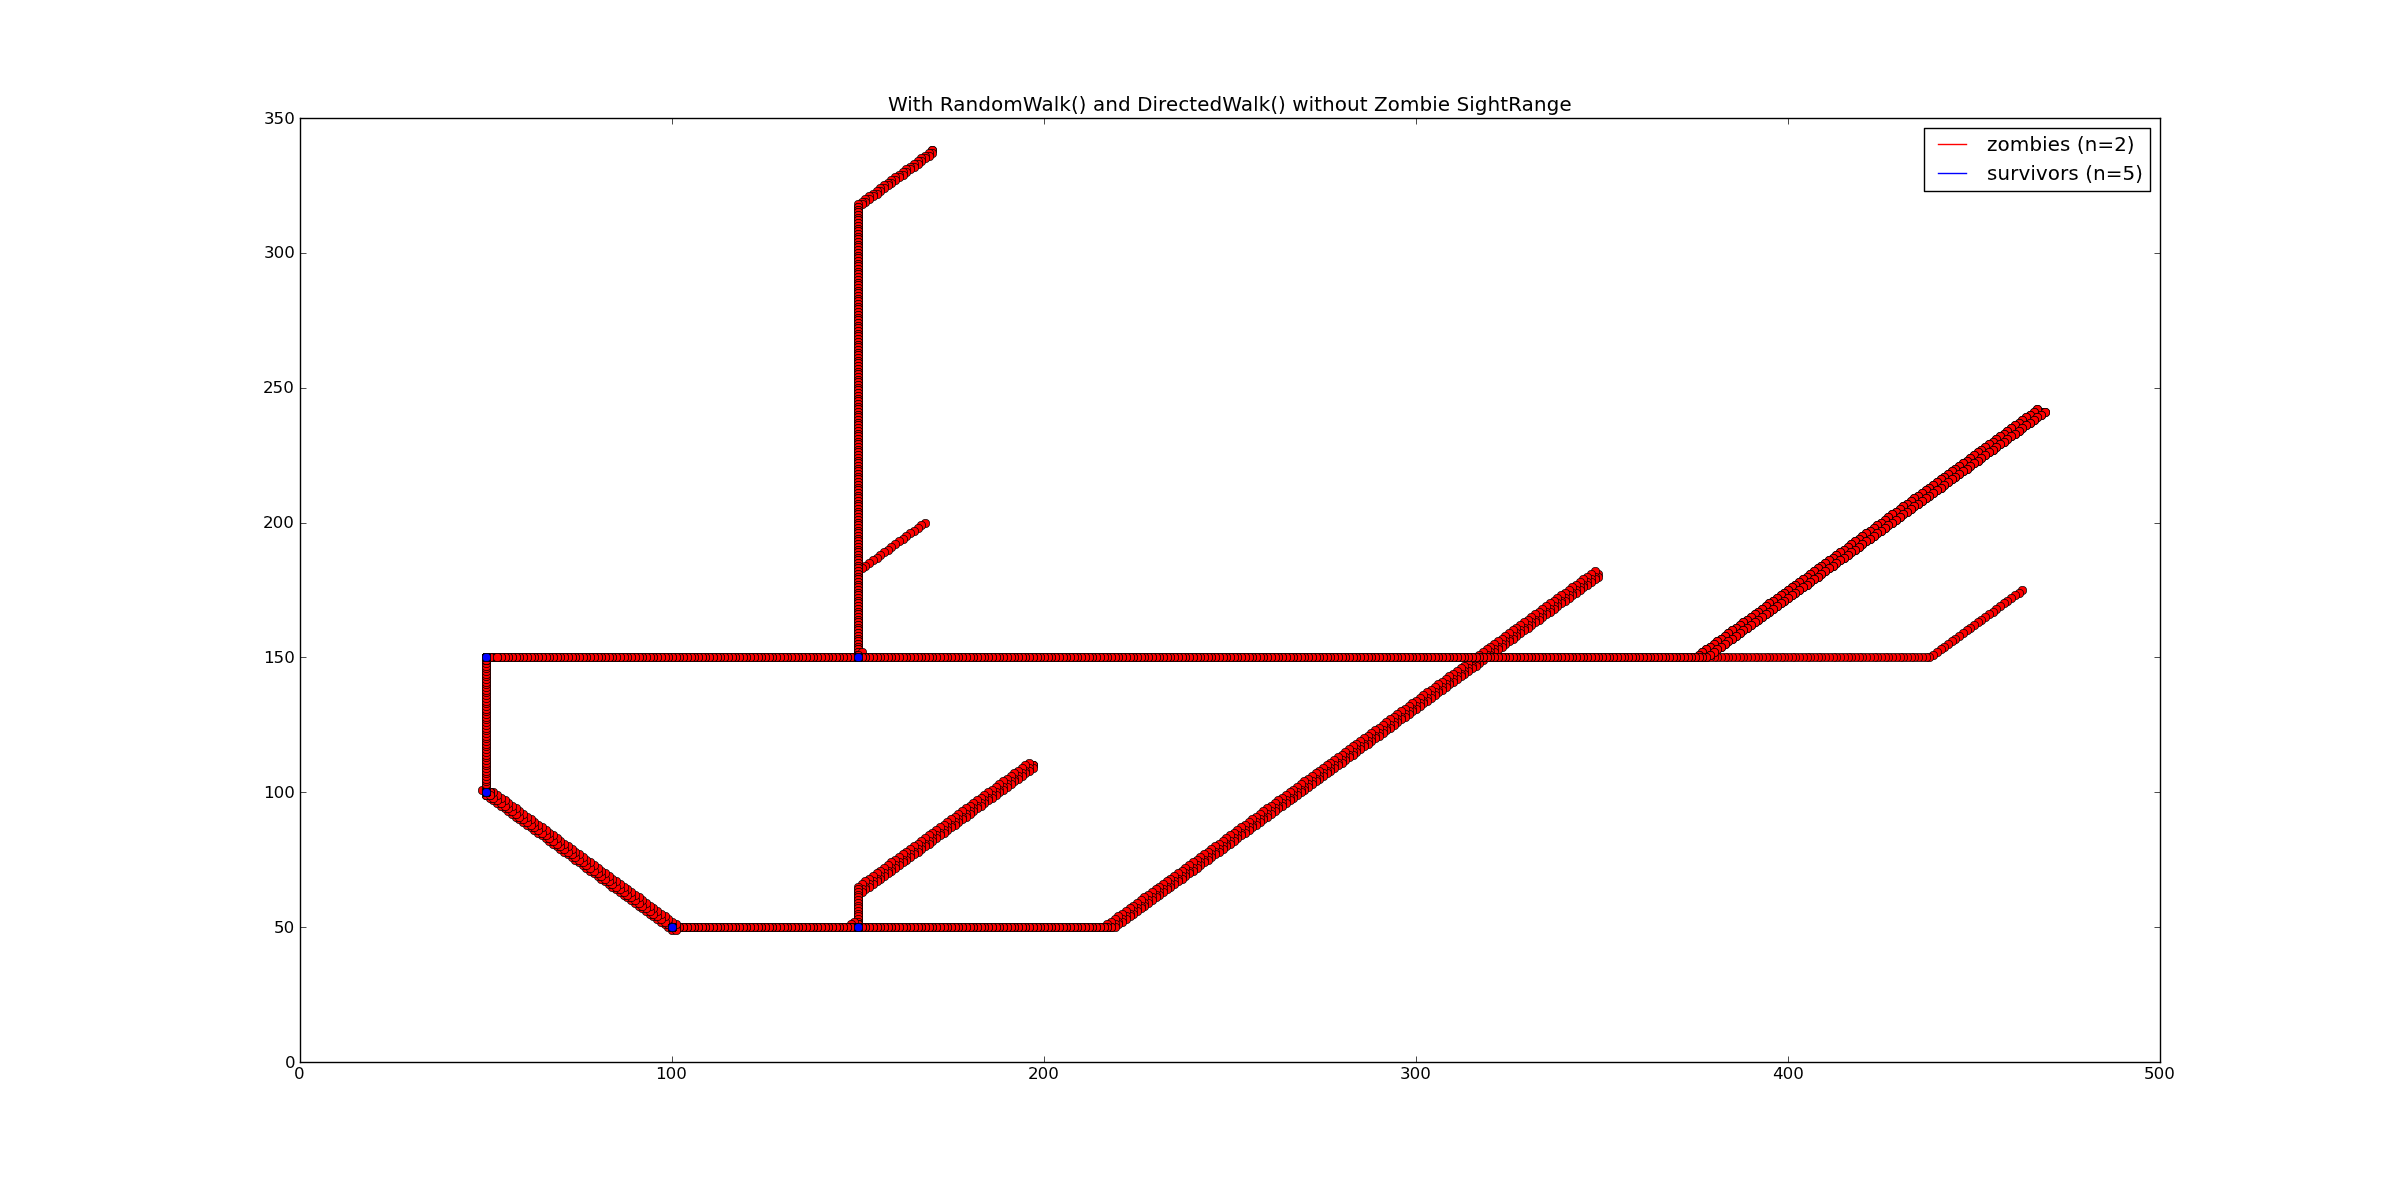 With RandomWalk() and DirectedWalk() without Zombie SightRange
350
300
250
200
150
100
50
0
0 100 200 300 400 500
zombies (n=2)
survivors (n=5)